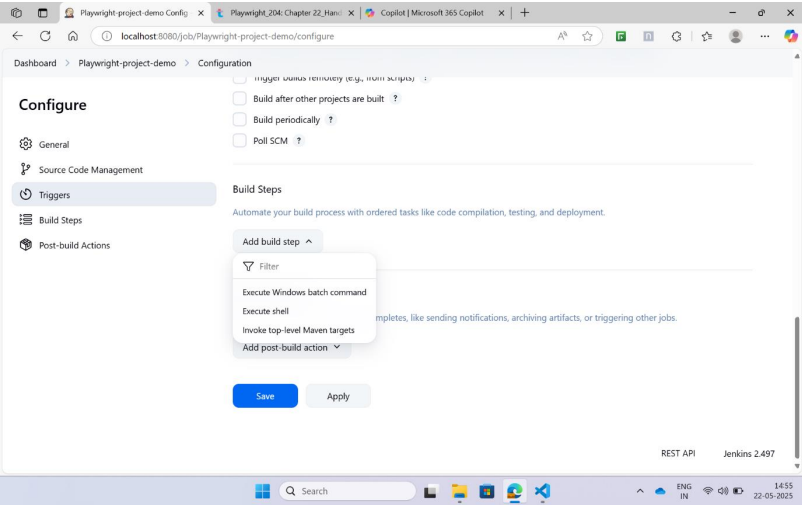 Playwright-project-demo Config
Playwright_204: Chapter 22_Hand
Copilot | Microsoft 365 Copilot
localhost:8080/job/Playwright-project-demo/configure
Dashboard > Playwright-project-demo > Configuration
Configure
General
Source Code Management
Triggers
Build Steps
Post-build Actions
Trigger builds remotely (e.g., from scripts) ?
Build after other projects are built ?
Build periodically ?
Poll SCM ?
Build Steps
Automate your build process with ordered tasks like code compilation, testing, and deployment.
Add build step
Filter
Execute Windows batch command
Execute shell
Invoke top-level Maven targets
mpletes, like sending notifications, archiving artifacts, or triggering other jobs.
Add post-build action
Save
Apply
REST API
Jenkins 2.497
Search
ENG
IN
14:55
22-05-2025